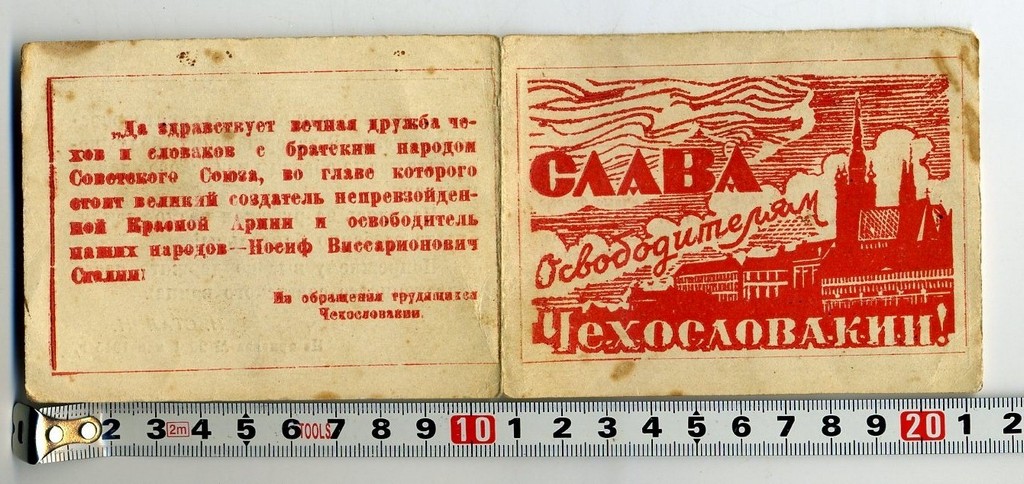 „Да здравствует вечная дружба че-
хов и словаков с братским народом
Советского Союза, во главе которого
стоит великий создатель непревзойден-
ной Красной Армии и освободитель
наших народов—Иосиф Виссарионович
Сталин!
Из обращения трудящихся
Чехословакии.
СЛАВА
Освободителям
Чехословакии!
2 3 2m 4 5 6 TOOLS 7 8 9 10 1 2 3 4 5 6 7 8 9 20 1 2